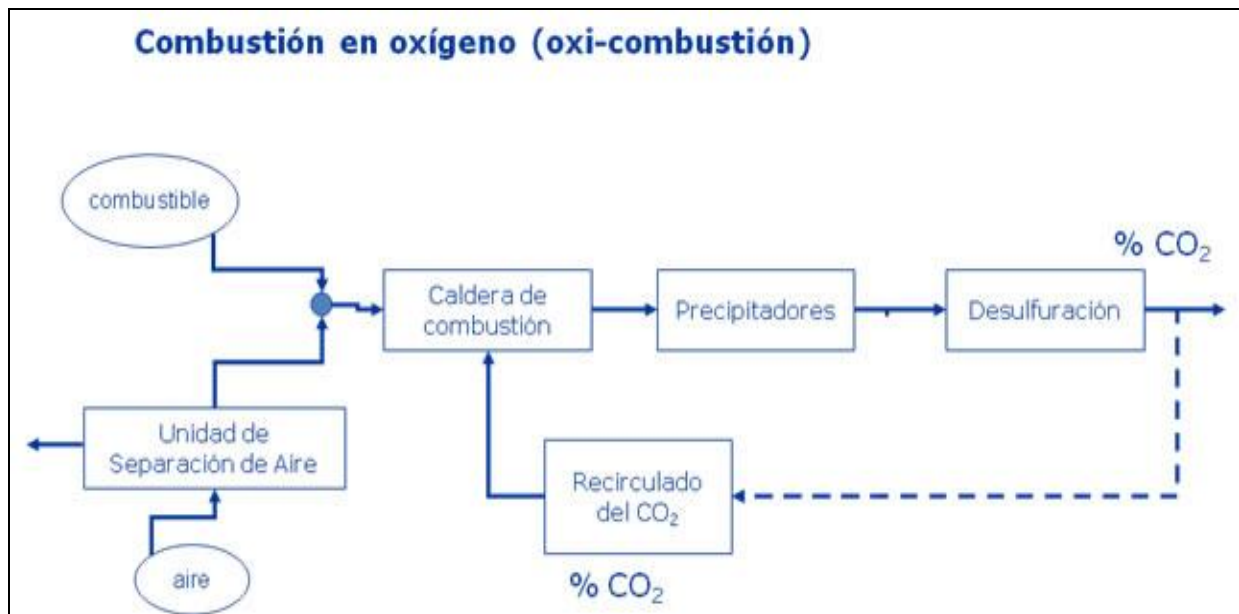 Combustión en oxígeno (oxi-combustión)
combustible
% CO₂
Caldera de
combustión
Precipitadores
Desulfuración
Unidad de
Separación de Aire
Recirculado
del CO₂
aire
% CO₂